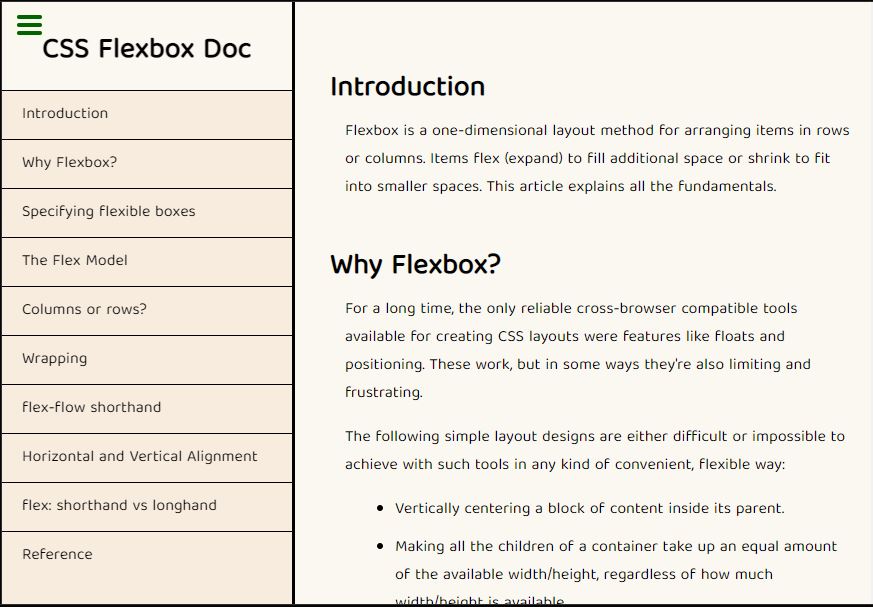 CSS Flexbox Doc
Introduction
Why Flexbox?
Specifying flexible boxes
The Flex Model
Columns or rows?
Wrapping
flex-flow shorthand
Horizontal and Vertical Alignment
flex: shorthand vs longhand
Reference
Introduction
Flexbox is a one-dimensional layout method for arranging items in rows
or columns. Items flex (expand) to fill additional space or shrink to fit
into smaller spaces. This article explains all the fundamentals.
Why Flexbox?
For a long time, the only reliable cross-browser compatible tools
available for creating CSS layouts were features like floats and
positioning. These work, but in some ways they're also limiting and
frustrating.
The following simple layout designs are either difficult or impossible to
achieve with such tools in any kind of convenient, flexible way:
Vertically centering a block of content inside its parent.
Making all the children of a container take up an equal amount
of the available width/height, regardless of how much
width/height is available.